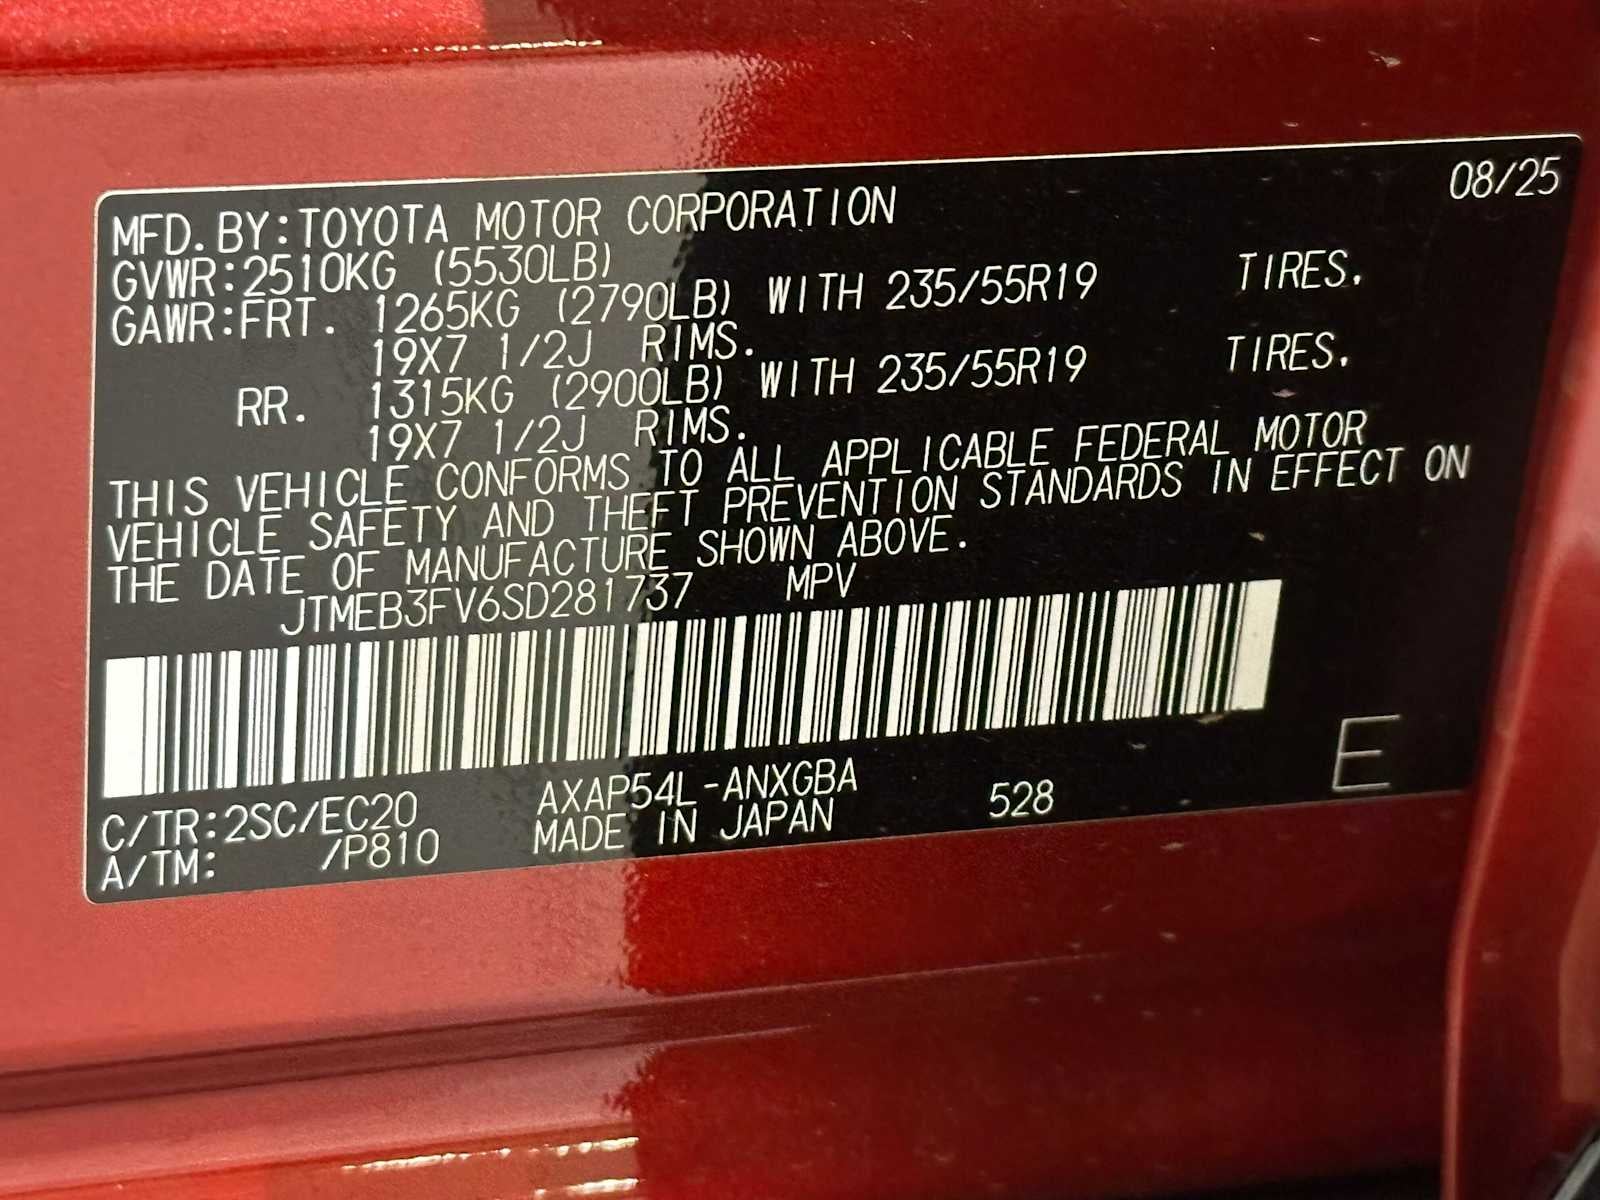 08/25
MFD.BY:TOYOTA MOTOR CORPORATION
GVWR:2510KG (5530LB)
GAWR:FRT. 1265KG (2790LB) WITH 235/55R19 TIRES.
19X7 1/2J RIMS.
RR. 1315KG (2900LB) WITH 235/55R19 TIRES.
19X7 1/2J RIMS.
THIS VEHICLE CONFORMS TO ALL APPLICABLE FEDERAL MOTOR
VEHICLE SAFETY AND THEFT PREVENTION STANDARDS IN EFFECT ON
THE DATE OF MANUFACTURE SHOWN ABOVE.
JTMEB3FV6SD281737 MPV
C/TR:2SC/EC20 AXAP54L-ANXGBA
A/TM: /P810 MADE IN JAPAN 528
E